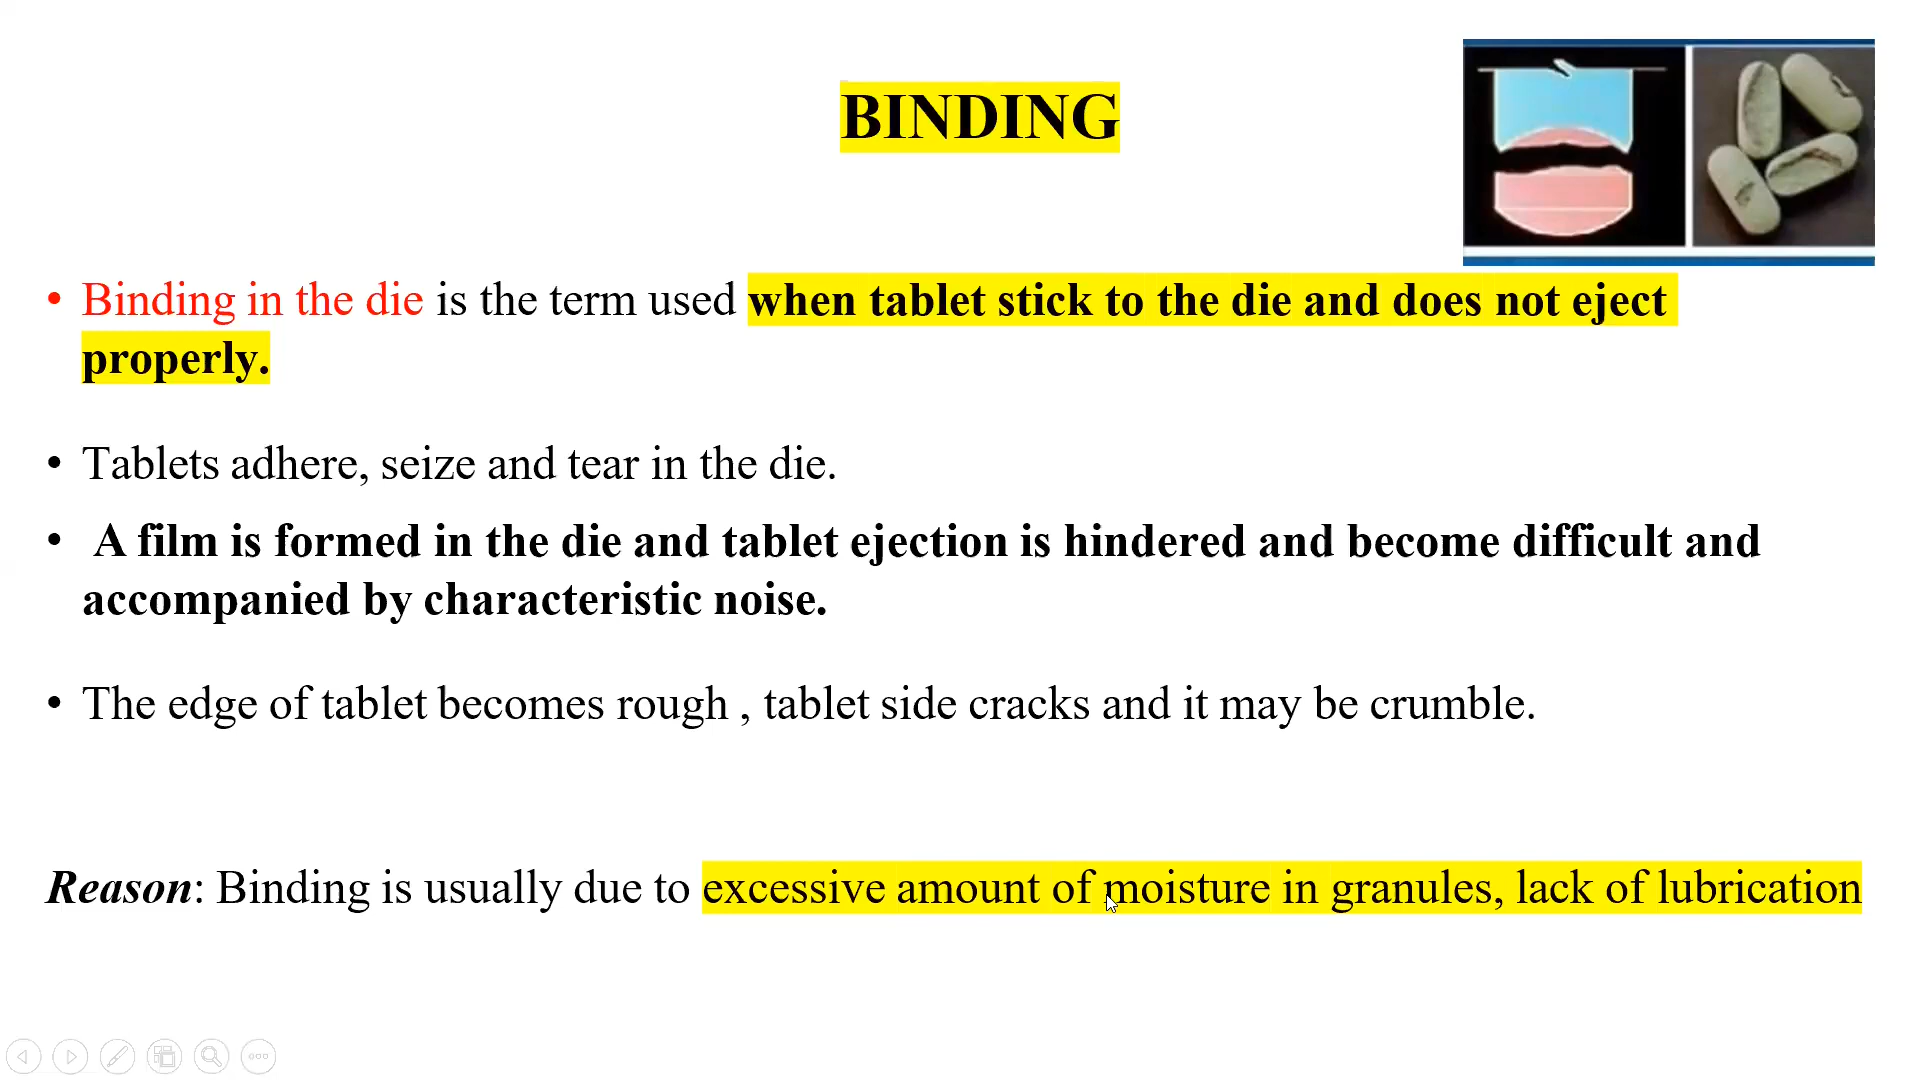 BINDING
• Binding in the die is the term used when tablet stick to the die and does not eject
properly.
• Tablets adhere, seize and tear in the die.
• A film is formed in the die and tablet ejection is hindered and become difficult and
accompanied by characteristic noise.
• The edge of tablet becomes rough , tablet side cracks and it may be crumble.
Reason: Binding is usually due to excessive amount of moisture in granules, lack of lubrication